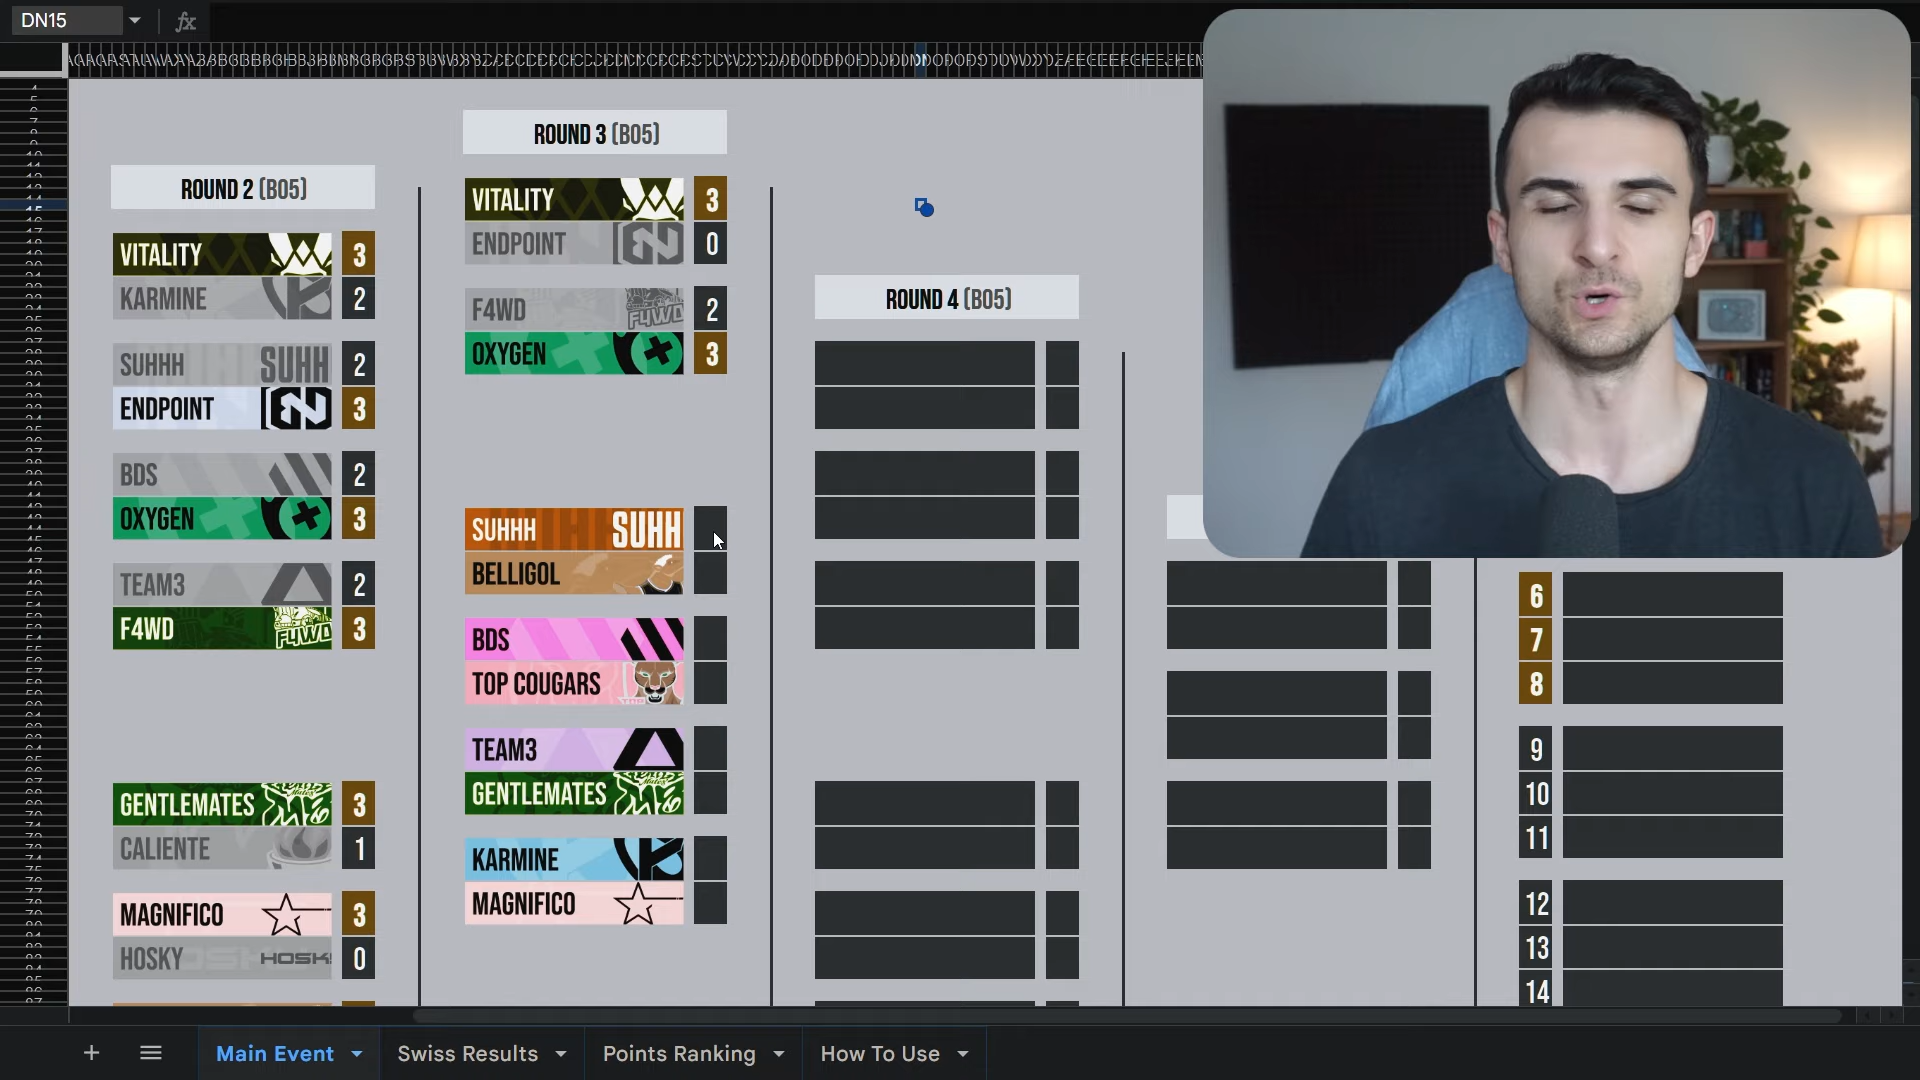 DN15
fx
ROUND 2 (BO5)
VITALITY 3
KARMINE 2
SUHHH SUHH 2
ENDPOINT 3
BDS 2
OXYGEN 3
TEAM3 2
F4WD F4WD 3
GENTLEMATES 3
CALIENTE 1
MAGNIFICO 3
HOSKY HOSK 0
ROUND 3 (BO5)
VITALITY 3
ENDPOINT 0
F4WD F4WD 2
OXYGEN 3
SUHHH SUHH
BELLIGOL
BDS
TOP COUGARS
TEAM3
GENTLEMATES
KARMINE
MAGNIFICO
ROUND 4 (BO5)
6
7
8
9
10
11
12
13
14
+ Main Event Swiss Results Points Ranking How To Use